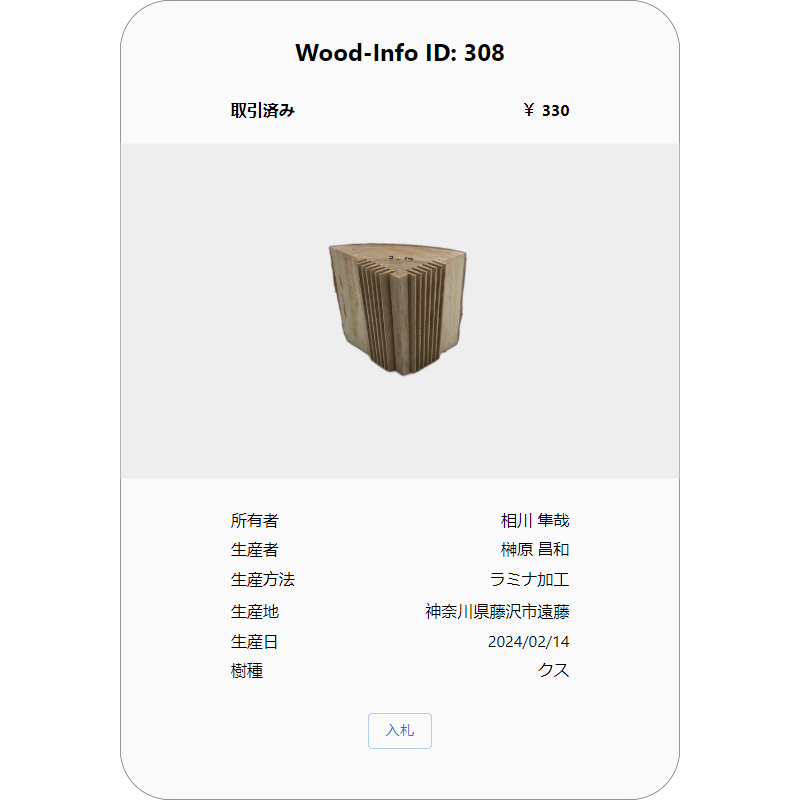 Wood-Info ID: 308
取引済み ¥ 330
所有者 相川 隼哉
生産者 榊原 昌和
生産方法 ラミナ加工
生産地 神奈川県藤沢市遠藤
生産日 2024/02/14
樹種 クス
入札